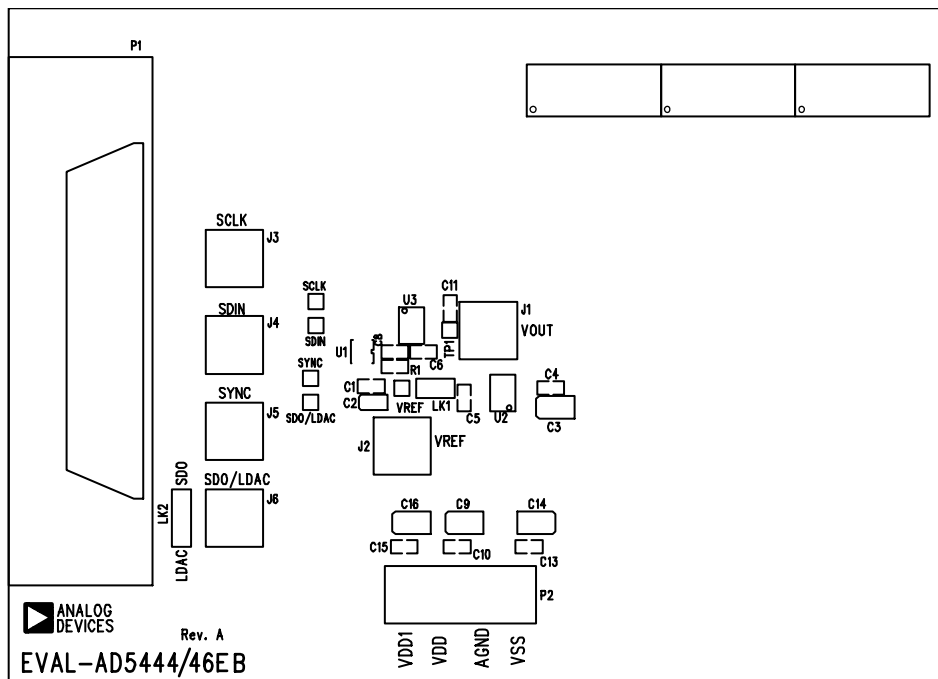 P1
SCLK
J3
SDIN
J4
SYNC
J5
SDO/LDAC
J6
SDO
LK2
LDAC
SCLK
SDIN
SYNC
SDO/LDAC
U1
U3
C8
C6
R1
C11
TP1
J1
VOUT
C1
C2
VREF
LK1
C5
U2
C4
C3
J2
VREF
C16
C9
C14
C15
C10
C13
P2
VDD1
VDD
AGND
VSS
ANALOG
DEVICES
Rev. A
EVAL-AD5444/46EB